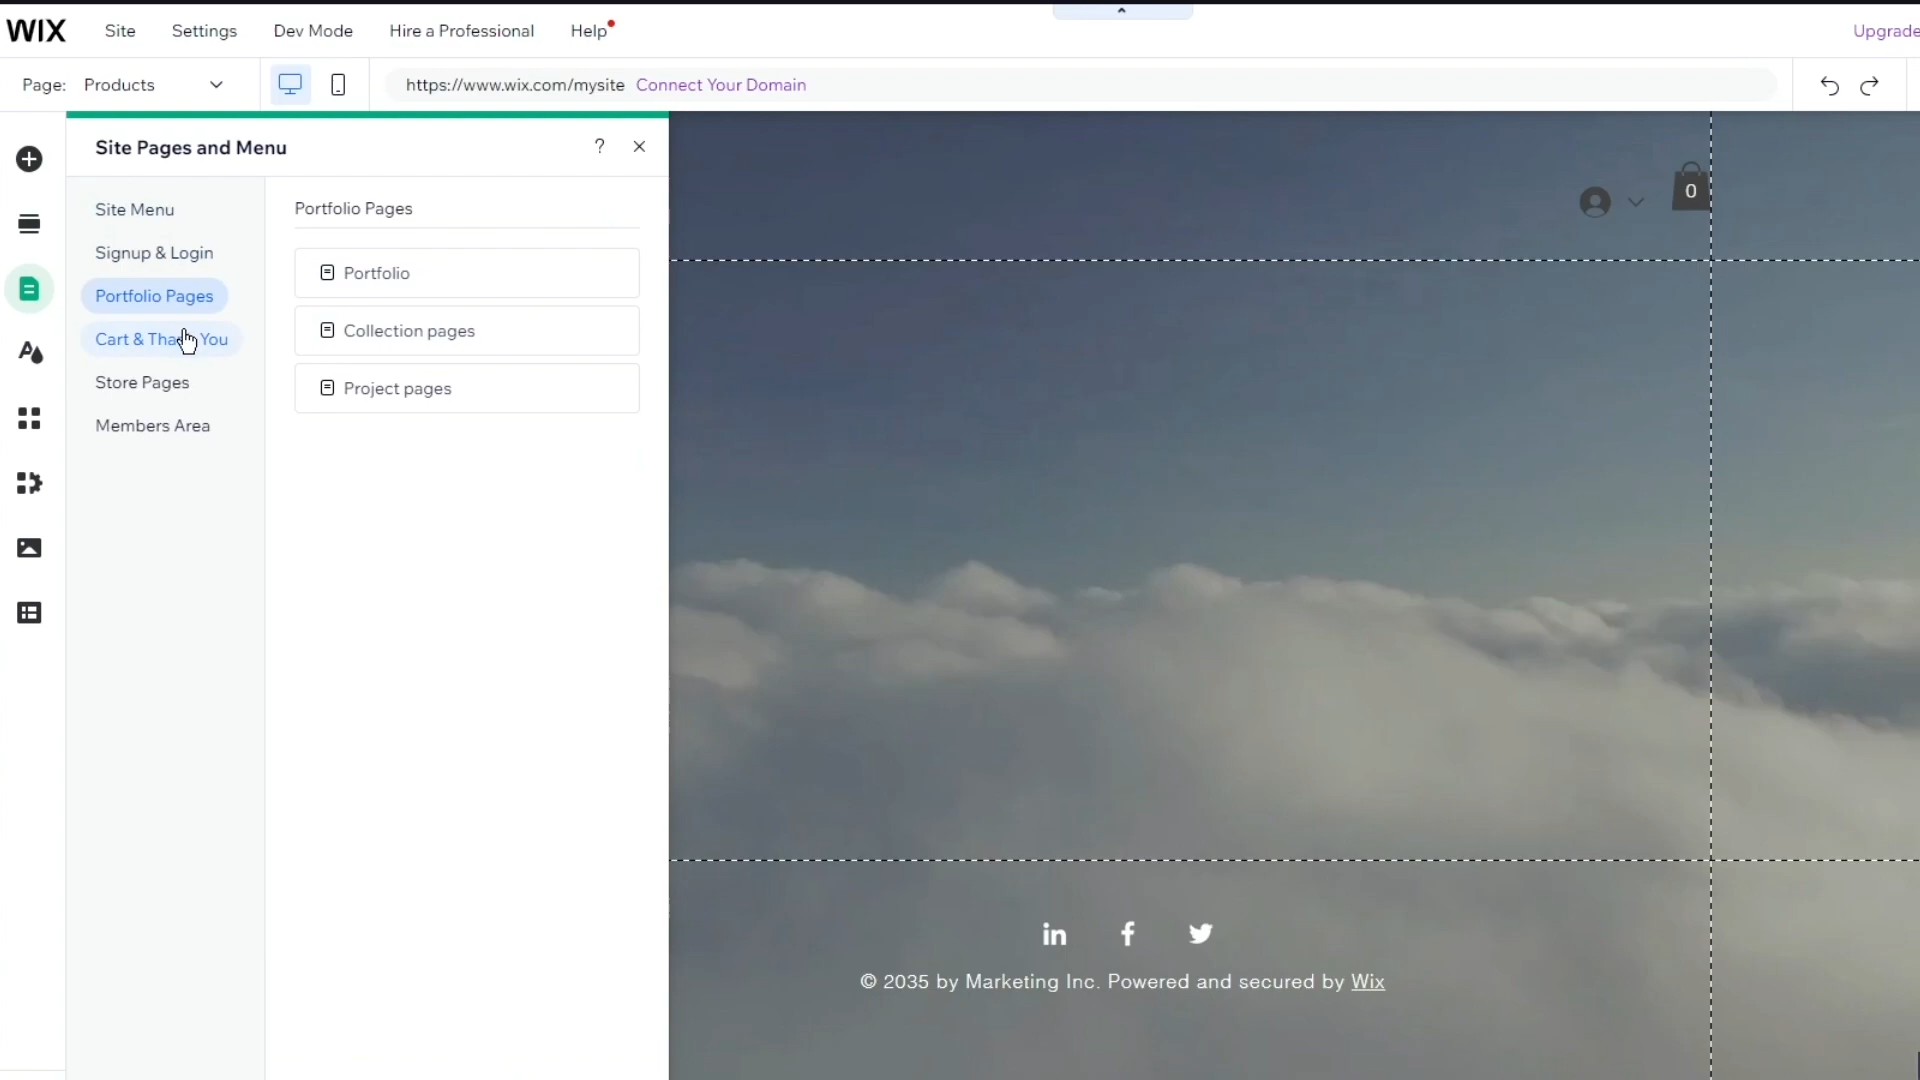 WIX Site Settings Dev Mode Hire a Professional Help Upgrade
Page: Products https://www.wix.com/mysite Connect Your Domain
Site Pages and Menu ?
Site Menu
Signup & Login
Portfolio Pages
Cart & Thank You
Store Pages
Members Area
Portfolio Pages
Portfolio
Collection pages
Project pages
0
in f
© 2035 by Marketing Inc. Powered and secured by Wix